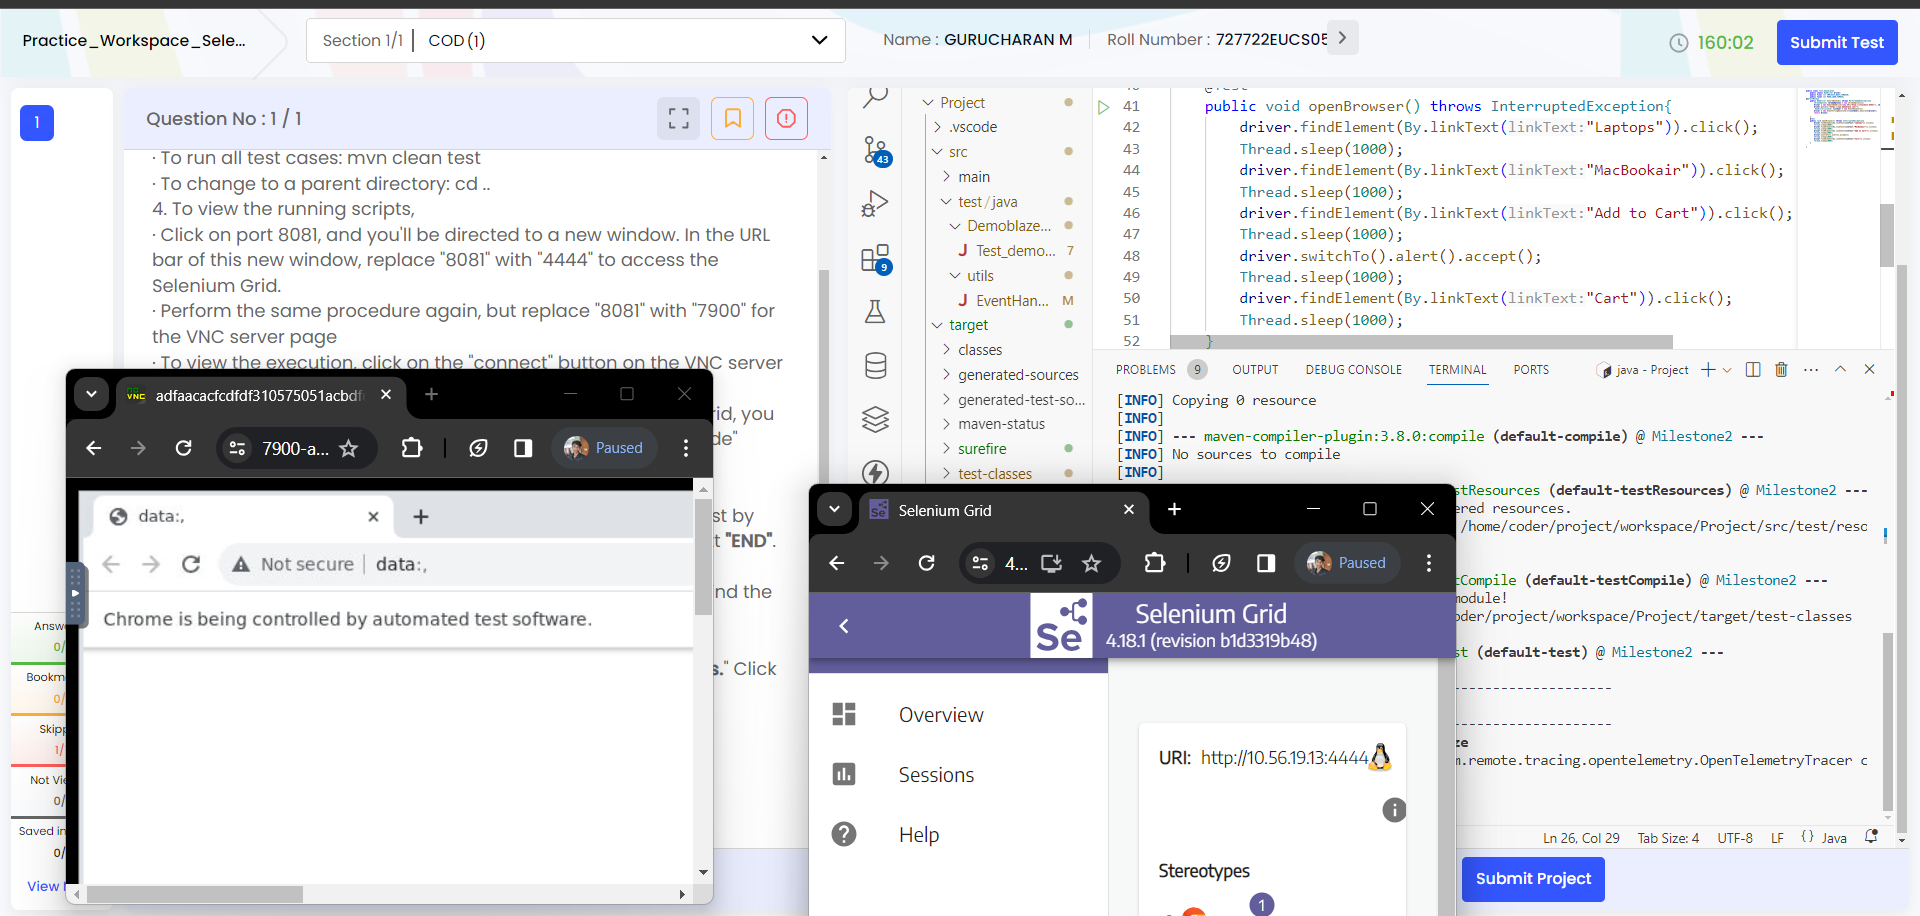 Practice_Workspace_Sele...
Section 1/1 | COD (1)
Name : GURUCHARAN M
Roll Number : 727722EUCS05
160:02
Submit Test
1
Question No : 1 / 1
· To run all test cases: mvn clean test
· To change to a parent directory: cd ..
4. To view the running scripts,
· Click on port 8081, and you'll be directed to a new window. In the URL
bar of this new window, replace "8081" with "4444" to access the
Selenium Grid.
· Perform the same procedure again, but replace "8081" with "7900" for
the VNC server page
· To view the execution, click on the "connect" button on the VNC server
rid, you
de"
st by
t "END".
nd the
s." Click
Answ
0/
Bookm
0/
Skipp
1/
Not Vie
0/
Saved in
0/
View
43
9
Project
.vscode
src
main
test / java
Demoblaze...
Test_demo... 7
utils
EventHan... M
target
classes
generated-sources
generated-test-so...
maven-status
surefire
test-classes
@Test
41 public void openBrowser() throws InterruptedException{
42 driver.findElement(By.linkText(linkText:"Laptops")).click();
43 Thread.sleep(1000);
44 driver.findElement(By.linkText(linkText:"MacBookair")).click();
45 Thread.sleep(1000);
46 driver.findElement(By.linkText(linkText:"Add to Cart")).click();
47 Thread.sleep(1000);
48 driver.switchTo().alert().accept();
49 Thread.sleep(1000);
50 driver.findElement(By.linkText(linkText:"Cart")).click();
51 Thread.sleep(1000);
52 }
PROBLEMS 9 OUTPUT DEBUG CONSOLE TERMINAL PORTS java - Project
[INFO] Copying 0 resource
[INFO]
[INFO] --- maven-compiler-plugin:3.8.0:compile (default-compile) @ Milestone2 ---
[INFO] No sources to compile
[INFO]
stResources (default-testResources) @ Milestone2 ---
ered resources.
/home/coder/project/workspace/Project/src/test/reso
tCompile (default-testCompile) @ Milestone2 ---
module!
oder/project/workspace/Project/target/test-classes
st (default-test) @ Milestone2 ---
---------------------
---------------------
ze
m.remote.tracing.opentelemetry.OpenTelemetryTracer c
Ln 26, Col 29 Tab Size: 4 UTF-8 LF {} Java
Submit Project
VNC adfaacacfcdfdf310575051acbdf
7900-a... Paused
data:,
Not secure | data:,
Chrome is being controlled by automated test software.
Se Selenium Grid
4... Paused
Se
Selenium Grid
4.18.1 (revision b1d3319b48)
Overview
Sessions
Help
URI: http://10.56.19.13:4444
Stereotypes
1